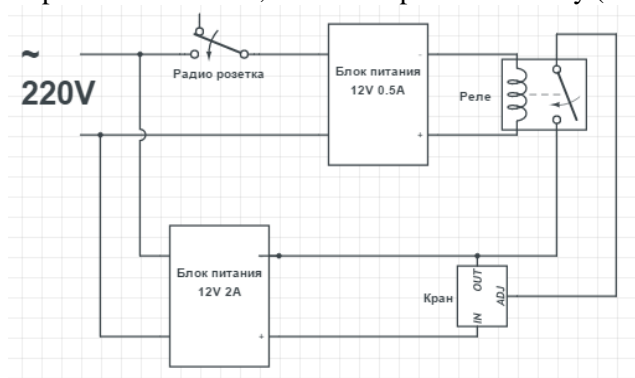 ~
220V
Радио розетка
Блок питания
12V 0.5A
-
+
Реле
Блок питания
12V 2A
+
Кран
OUT
ADJ
IN